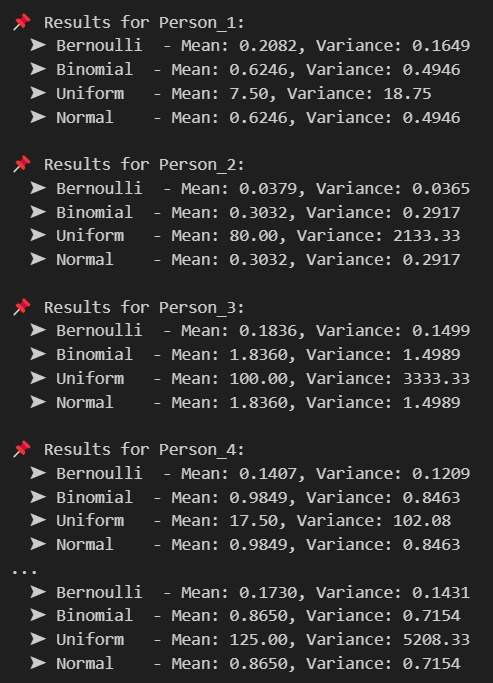 📌 Results for Person_1:
➤ Bernoulli - Mean: 0.2082, Variance: 0.1649
➤ Binomial - Mean: 0.6246, Variance: 0.4946
➤ Uniform - Mean: 7.50, Variance: 18.75
➤ Normal - Mean: 0.6246, Variance: 0.4946
📌 Results for Person_2:
➤ Bernoulli - Mean: 0.0379, Variance: 0.0365
➤ Binomial - Mean: 0.3032, Variance: 0.2917
➤ Uniform - Mean: 80.00, Variance: 2133.33
➤ Normal - Mean: 0.3032, Variance: 0.2917
📌 Results for Person_3:
➤ Bernoulli - Mean: 0.1836, Variance: 0.1499
➤ Binomial - Mean: 1.8360, Variance: 1.4989
➤ Uniform - Mean: 100.00, Variance: 3333.33
➤ Normal - Mean: 1.8360, Variance: 1.4989
📌 Results for Person_4:
➤ Bernoulli - Mean: 0.1407, Variance: 0.1209
➤ Binomial - Mean: 0.9849, Variance: 0.8463
➤ Uniform - Mean: 17.50, Variance: 102.08
➤ Normal - Mean: 0.9849, Variance: 0.8463
...
➤ Bernoulli - Mean: 0.1730, Variance: 0.1431
➤ Binomial - Mean: 0.8650, Variance: 0.7154
➤ Uniform - Mean: 125.00, Variance: 5208.33
➤ Normal - Mean: 0.8650, Variance: 0.7154